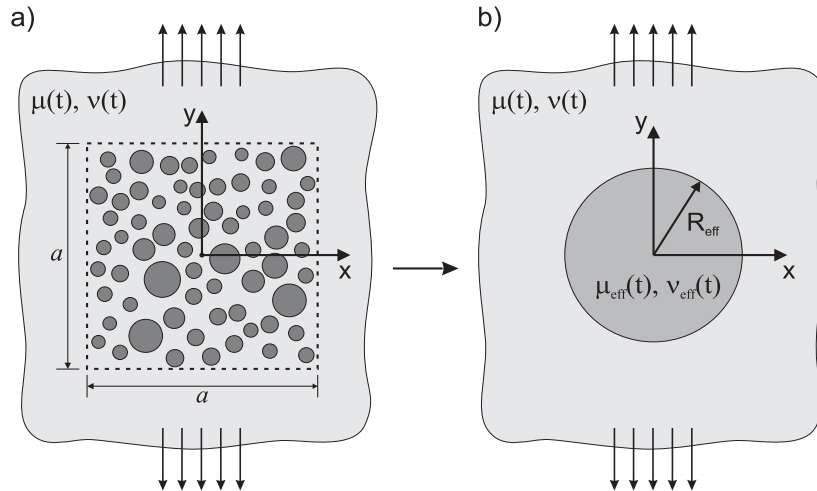 a)
μ(t), ν(t)
y
x
a
a
b)
μ(t), ν(t)
y
R_eff
x
μ_eff(t), ν_eff(t)